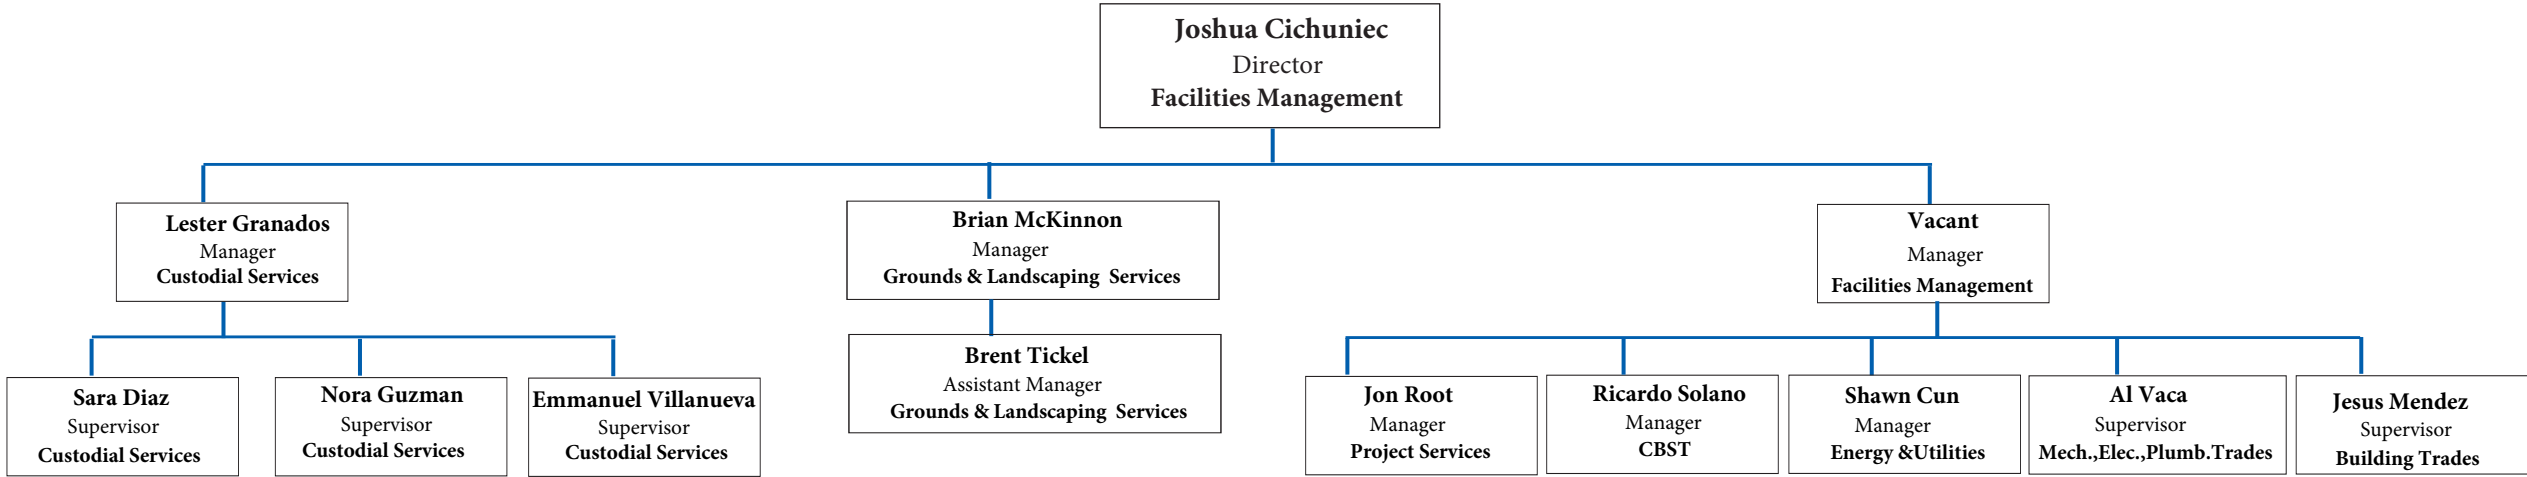 Joshua Cichuniec
Director
Facilities Management
Lester Granados
Manager
Custodial Services
Brian McKinnon
Manager
Grounds & Landscaping Services
Vacant
Manager
Facilities Management
Brent Tickel
Assistant Manager
Grounds & Landscaping Services
Sara Diaz
Supervisor
Custodial Services
Nora Guzman
Supervisor
Custodial Services
Emmanuel Villanueva
Supervisor
Custodial Services
Jon Root
Manager
Project Services
Ricardo Solano
Manager
CBST
Shawn Cun
Manager
Energy &Utilities
Al Vaca
Supervisor
Mech.,Elec.,Plumb.Trades
Jesus Mendez
Supervisor
Building Trades